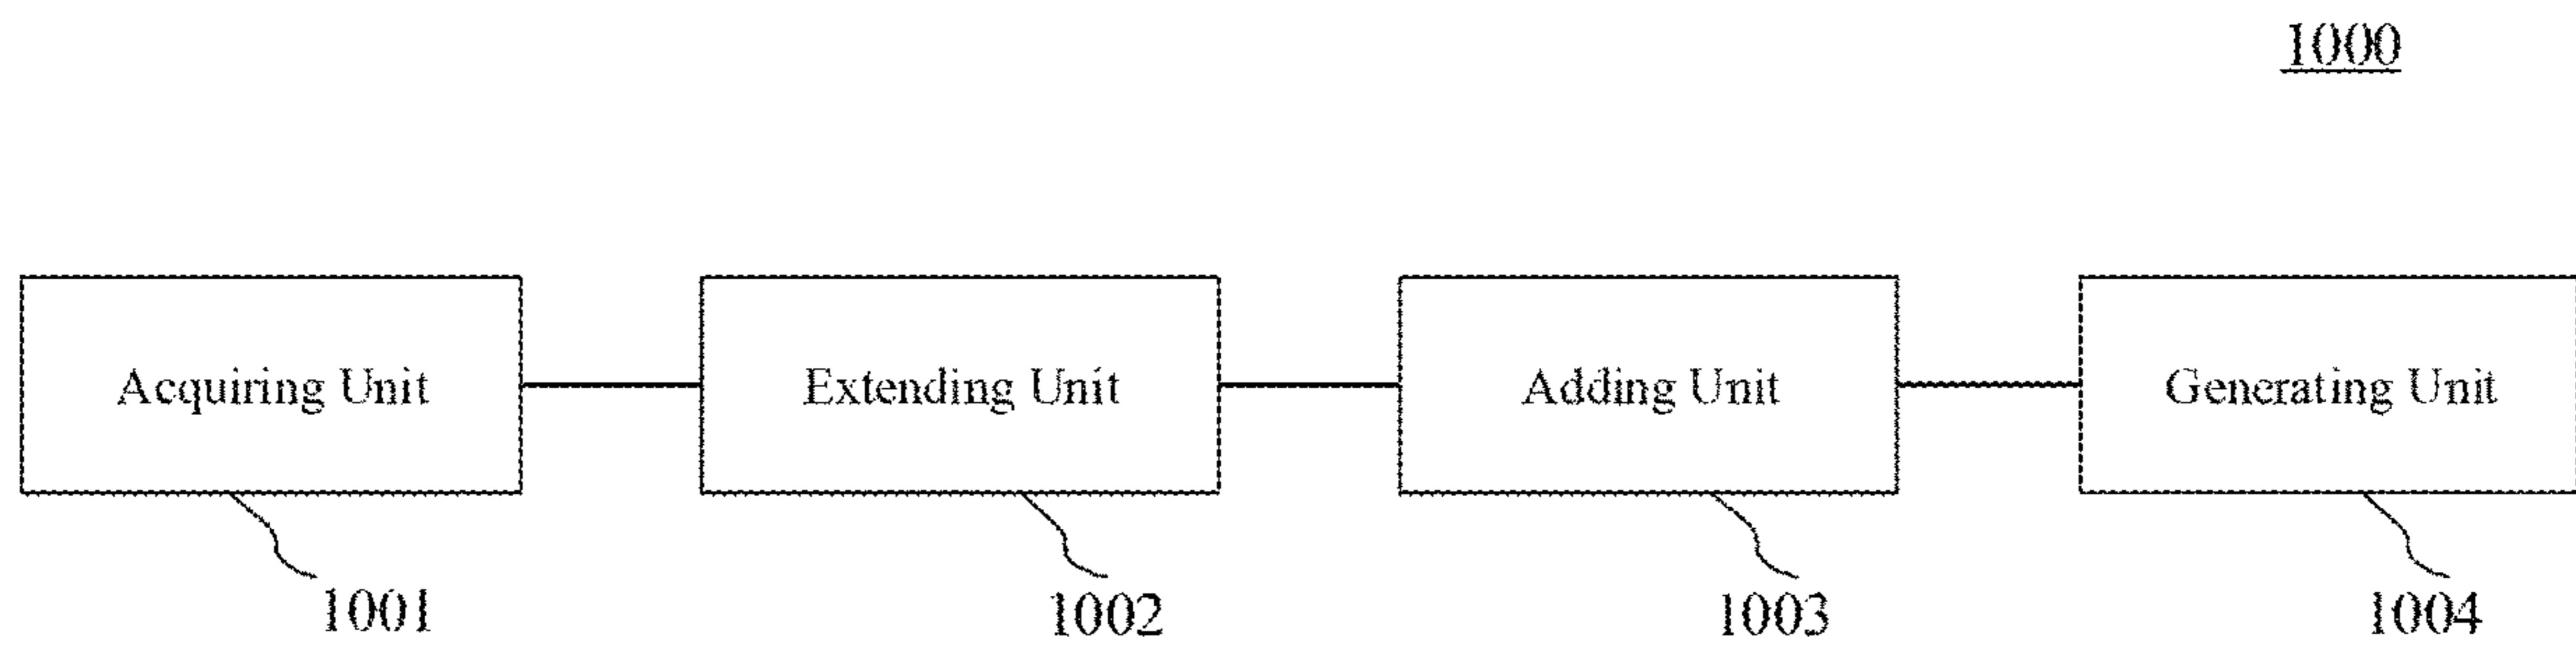 1000
Acquiring Unit
Extending Unit
Adding Unit
Generating Unit
1001
1002
1003
1004